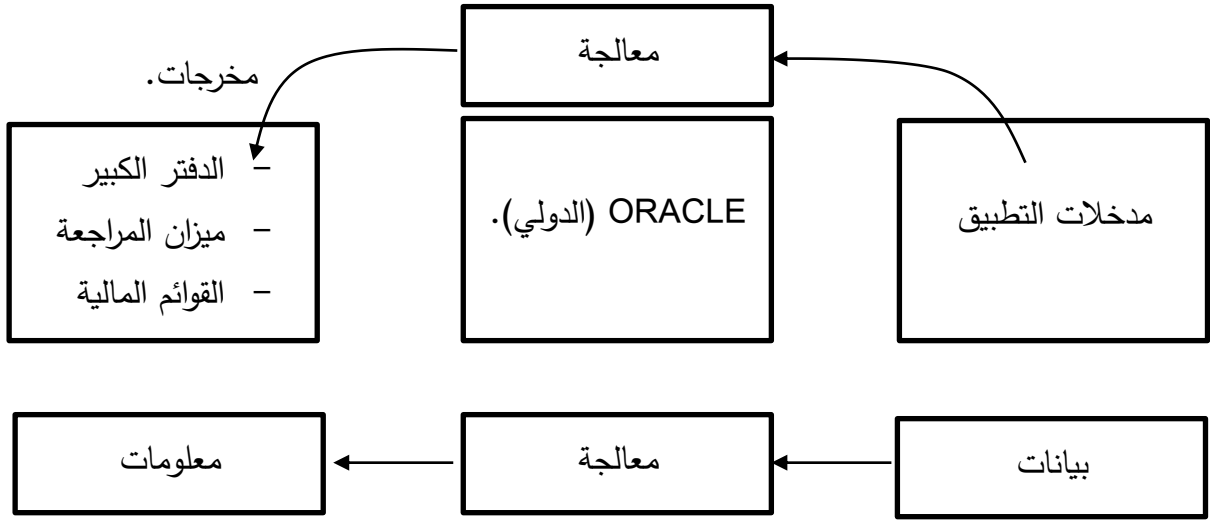 معالجة
مخرجات.
مدخلات التطبيق
ORACLE (الدولي).
– الدفتر الكبير
– ميزان المراجعة
– القوائم المالية
بيانات
معالجة
معلومات